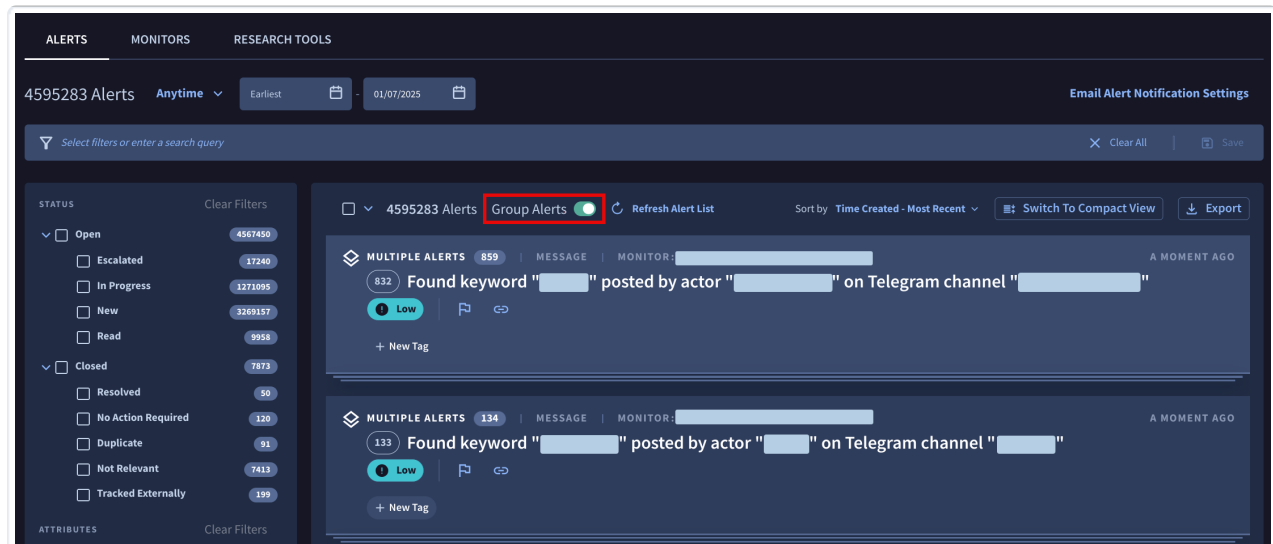 ALERTS MONITORS RESEARCH TOOLS
4595283 Alerts Anytime Earliest - 01/07/2025 Email Alert Notification Settings
Select filters or enter a search query Clear All | Save
STATUS Clear Filters
Open 4567450
Escalated 17240
In Progress 1271095
New 3269157
Read 9958
Closed 7873
Resolved 50
No Action Required 120
Duplicate 91
Not Relevant 7413
Tracked Externally 199
ATTRIBUTES Clear Filters
4595283 Alerts Group Alerts Refresh Alert List Sort by Time Created - Most Recent Switch To Compact View Export
MULTIPLE ALERTS 859 | MESSAGE | MONITOR: A MOMENT AGO
832 Found keyword " " posted by actor " " on Telegram channel " "
Low
+ New Tag
MULTIPLE ALERTS 134 | MESSAGE | MONITOR: A MOMENT AGO
133 Found keyword " " posted by actor " " on Telegram channel " "
Low
+ New Tag